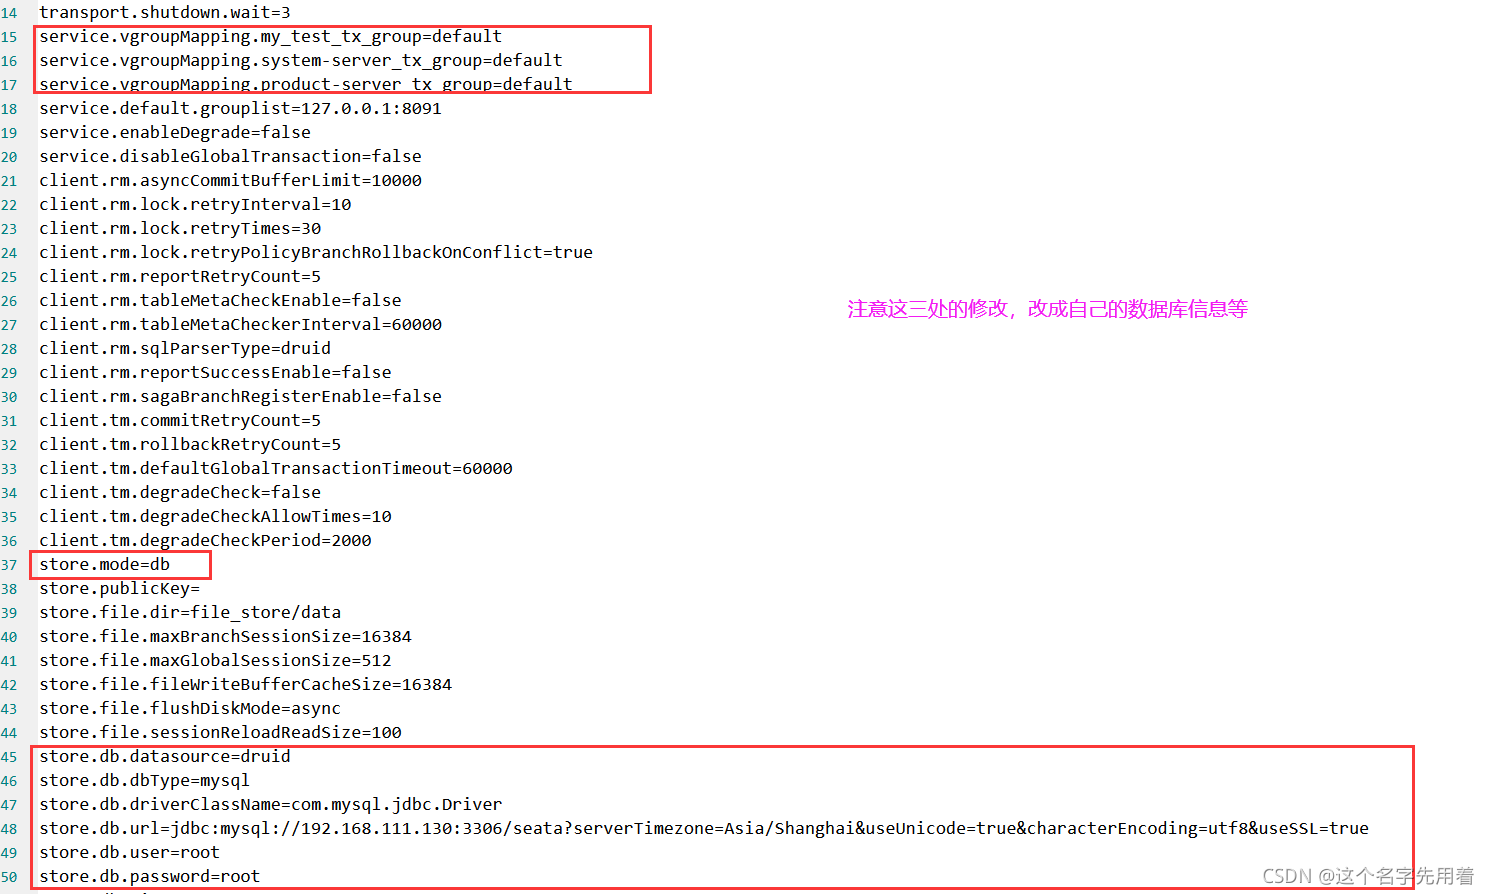 14 transport.shutdown.wait=3
15 service.vgroupMapping.my_test_tx_group=default
16 service.vgroupMapping.system-server_tx_group=default
17 service.vgroupMapping.product-server_tx_group=default
18 service.default.grouplist=127.0.0.1:8091
19 service.enableDegrade=false
20 service.disableGlobalTransaction=false
21 client.rm.asyncCommitBufferLimit=10000
22 client.rm.lock.retryInterval=10
23 client.rm.lock.retryTimes=30
24 client.rm.lock.retryPolicyBranchRollbackOnConflict=true
25 client.rm.reportRetryCount=5
26 client.rm.tableMetaCheckEnable=false
27 client.rm.tableMetaCheckerInterval=60000
注意这三处的修改，改成自己的数据库信息等
28 client.rm.sqlParserType=druid
29 client.rm.reportSuccessEnable=false
30 client.rm.sagaBranchRegisterEnable=false
31 client.tm.commitRetryCount=5
32 client.tm.rollbackRetryCount=5
33 client.tm.defaultGlobalTransactionTimeout=60000
34 client.tm.degradeCheck=false
35 client.tm.degradeCheckAllowTimes=10
36 client.tm.degradeCheckPeriod=2000
37 store.mode=db
38 store.publicKey=
39 store.file.dir=file_store/data
40 store.file.maxBranchSessionSize=16384
41 store.file.maxGlobalSessionSize=512
42 store.file.fileWriteBufferCacheSize=16384
43 store.file.flushDiskMode=async
44 store.file.sessionReloadReadSize=100
45 store.db.datasource=druid
46 store.db.dbType=mysql
47 store.db.driverClassName=com.mysql.jdbc.Driver
48 store.db.url=jdbc:mysql://192.168.111.130:3306/seata?serverTimezone=Asia/Shanghai&useUnicode=true&characterEncoding=utf8&useSSL=true
49 store.db.user=root
50 store.db.password=root
CSDN @这个名字先用着